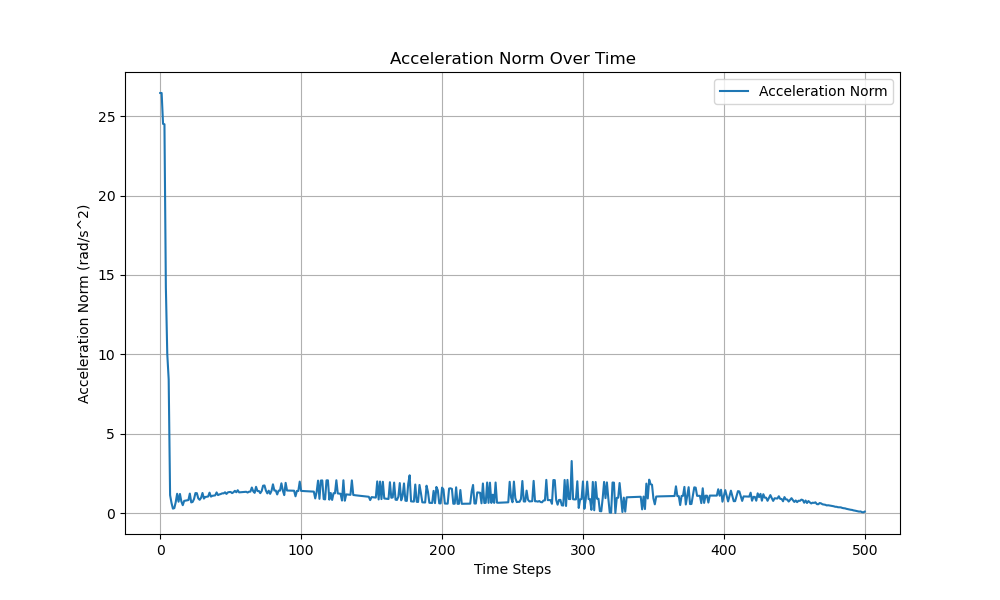 Acceleration Norm Over Time
Acceleration Norm
Acceleration Norm (rad/s^2)
25
20
15
10
5
0
0 100 200 300 400 500
Time Steps